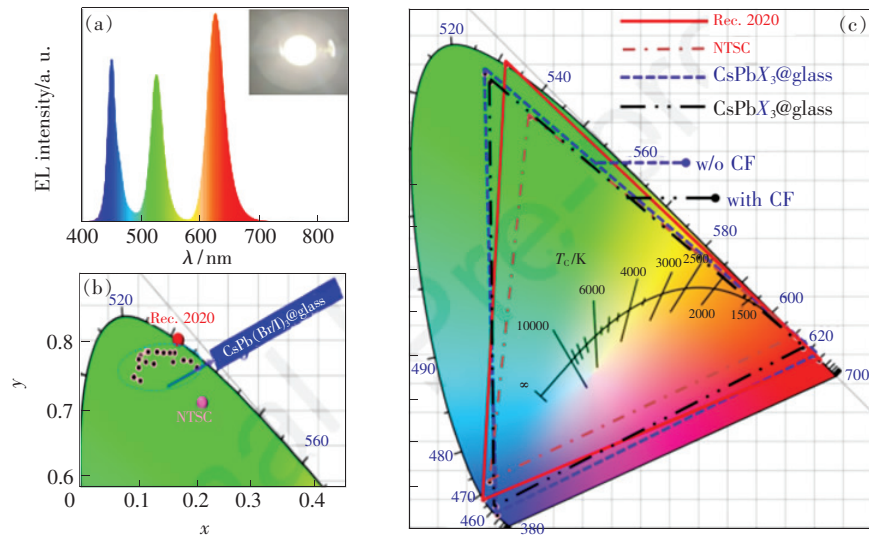 (a)
EL intensity/a. u.
400 500 600 700 800
λ/nm
(b)
520
Rec. 2020
CsPb(Br/I)₃@glass
NTSC
560
0.8
0.7
0.6
y
0 0.1 0.2 0.3 0.4
x
(c)
Rec. 2020
NTSC
CsPbX₃@glass
CsPbX₃@glass
w/o CF
with CF
520
540
560
580
600
620
700
490
480
470
460
380
T_C/K
10000
6000
4000
3000
2500
2000
1500
∞